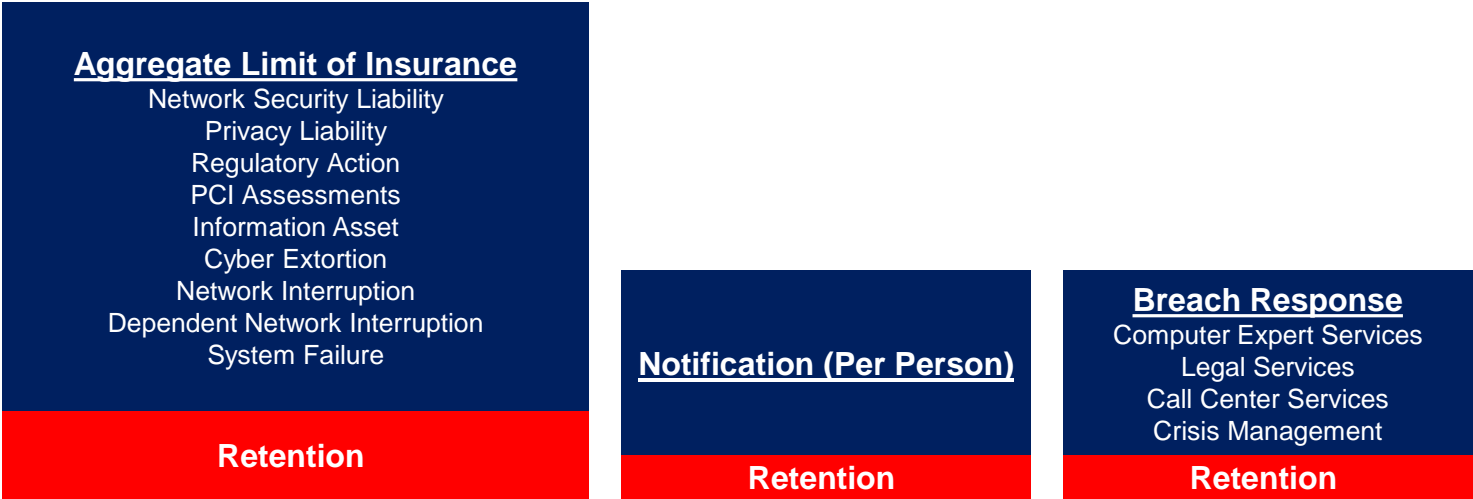 Aggregate Limit of Insurance
Network Security Liability
Privacy Liability
Regulatory Action
PCI Assessments
Information Asset
Cyber Extortion
Network Interruption
Dependent Network Interruption
System Failure
Retention
Notification (Per Person)
Retention
Breach Response
Computer Expert Services
Legal Services
Call Center Services
Crisis Management
Retention